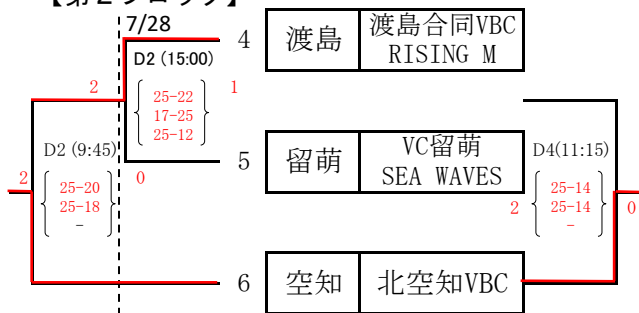 【第２ブロック】
7/28
4 渡島 渡島合同VBC
RISING M
D2 (15:00)
2
25-22
17-25
25-12
1
D2 (9:45)
0
5 留萌 VC留萌
SEA WAVES
D4(11:15)
2
25-20
25-18
-
2
25-14
25-14
-
0
6 空知 北空知VBC